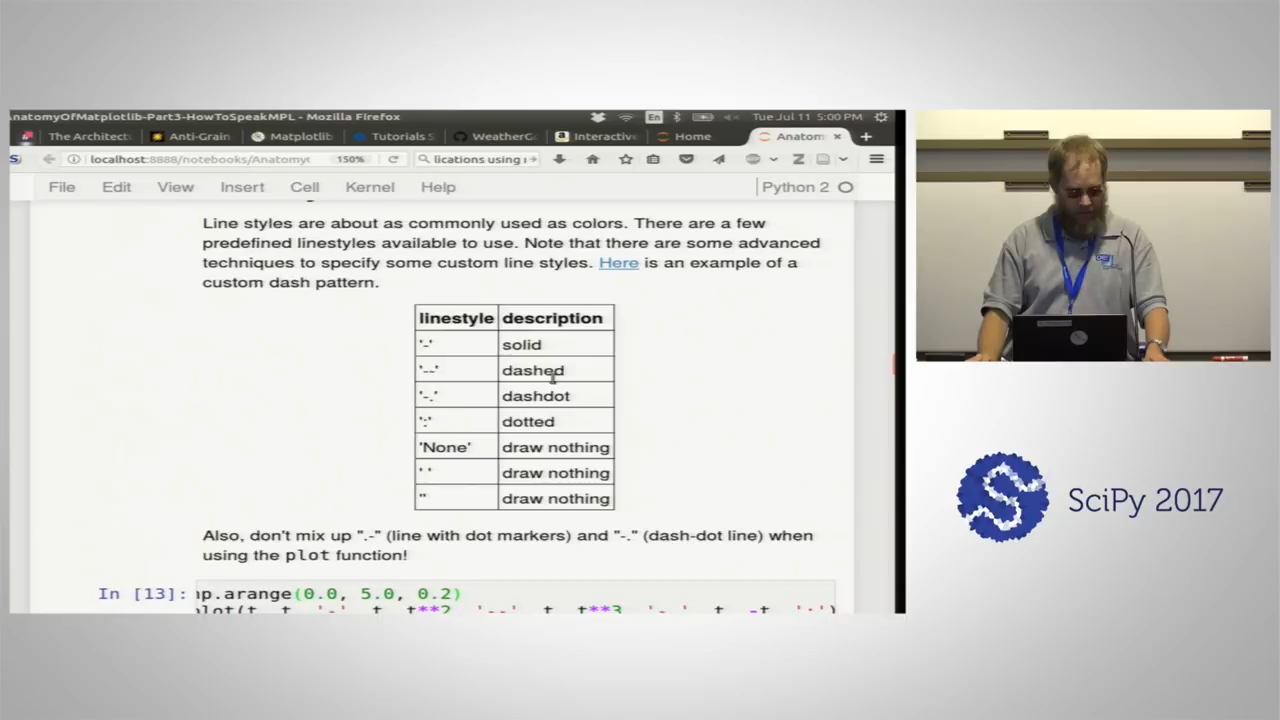 AnatomyOfMatplotlib-Part3-HowToSpeakMPL - Mozilla Firefox
En
Tue Jul 11 5:00 PM
The Architect
Anti-Grain
Matplotlib
Tutorials S
WeatherG
Interactive
Home
Anatom
localhost:8888/notebooks/Anatomy
150%
lications using
File Edit View Insert Cell Kernel Help
Python 2
Line styles are about as commonly used as colors. There are a few
predefined linestyles available to use. Note that there are some advanced
techniques to specify some custom line styles. Here is an example of a
custom dash pattern.
linestyle description
'-' solid
'--' dashed
'-.' dashdot
':' dotted
'None' draw nothing
' ' draw nothing
'' draw nothing
Also, don't mix up ".-" (line with dot markers) and "-." (dash-dot line) when
using the plot function!
In [13]: np.arange(0.0, 5.0, 0.2)
plot(t, t, '-', t, t**2, '--', t, t**3, '-.', t, -t, ':')
SciPy 2017